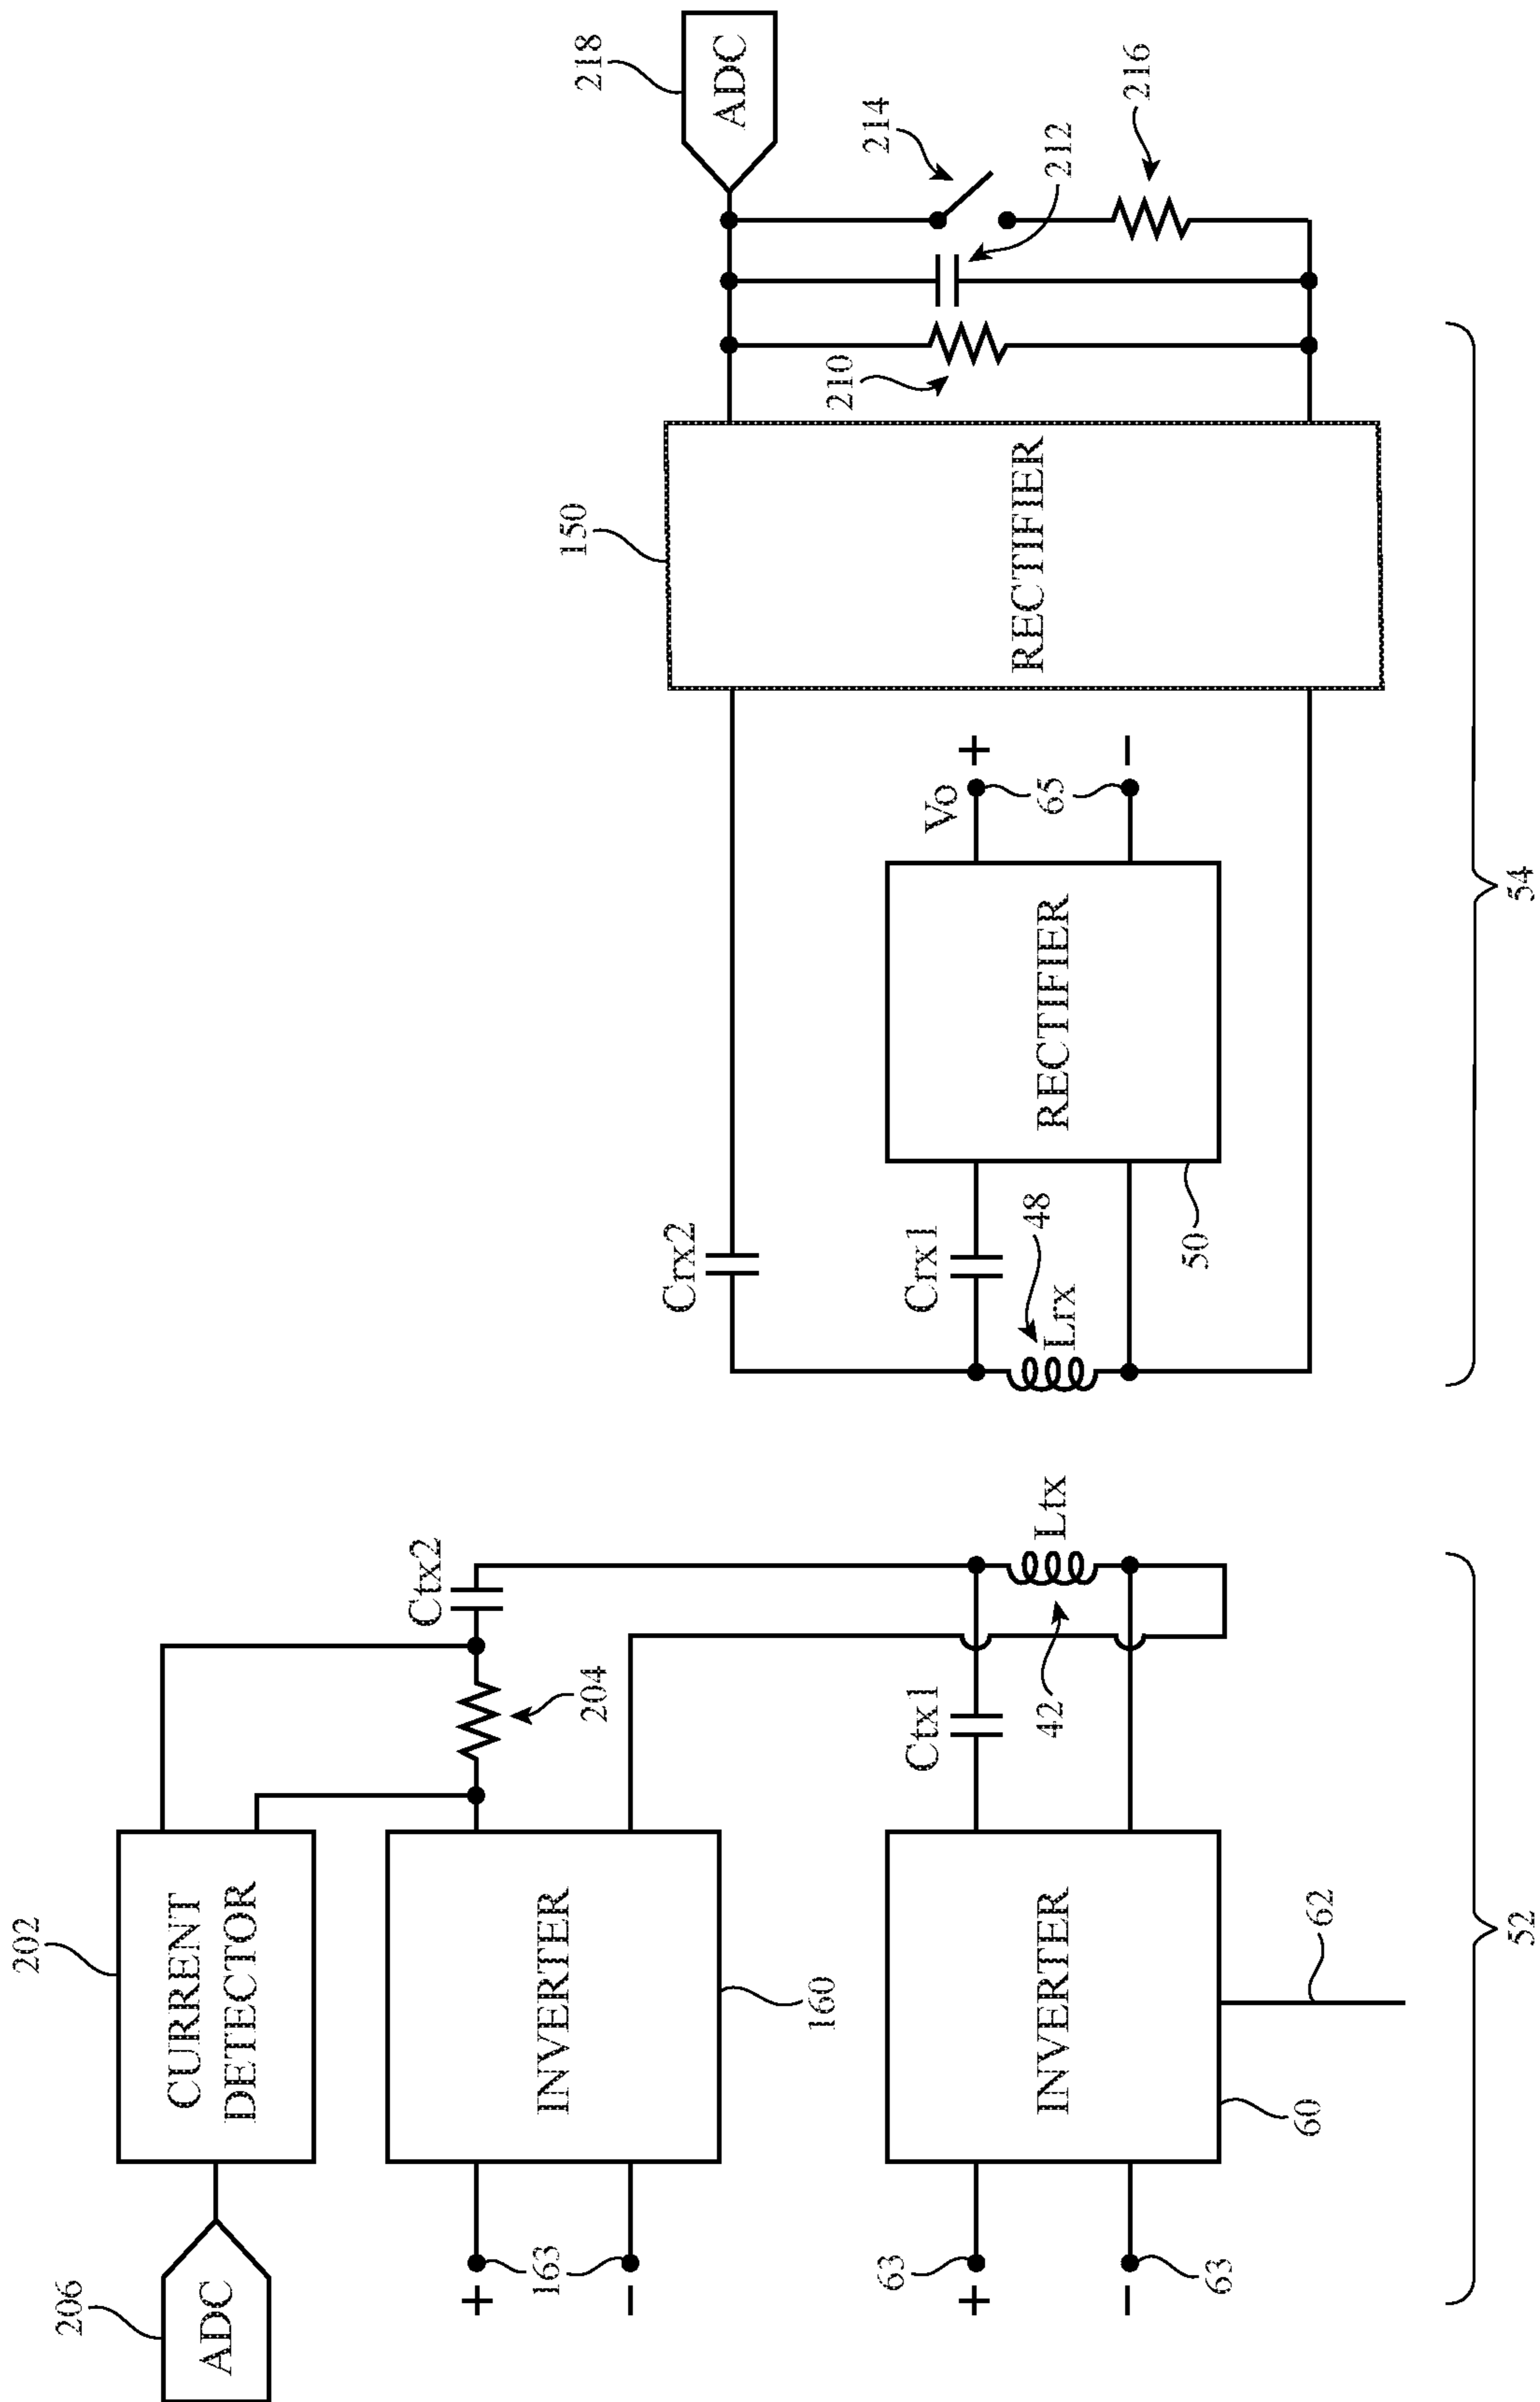 206
ADC
202
CURRENT
DETECTOR
204
Ctx2
+
163
−
INVERTER
160
+
63
−
63
INVERTER
60
62
Ctx1
42
Ltx
52
Crx2
Crx1
48
Lrx
RECTIFIER
50
Vo
+
65
−
150
RECTIFIER
210
212
214
216
218
ADC
54